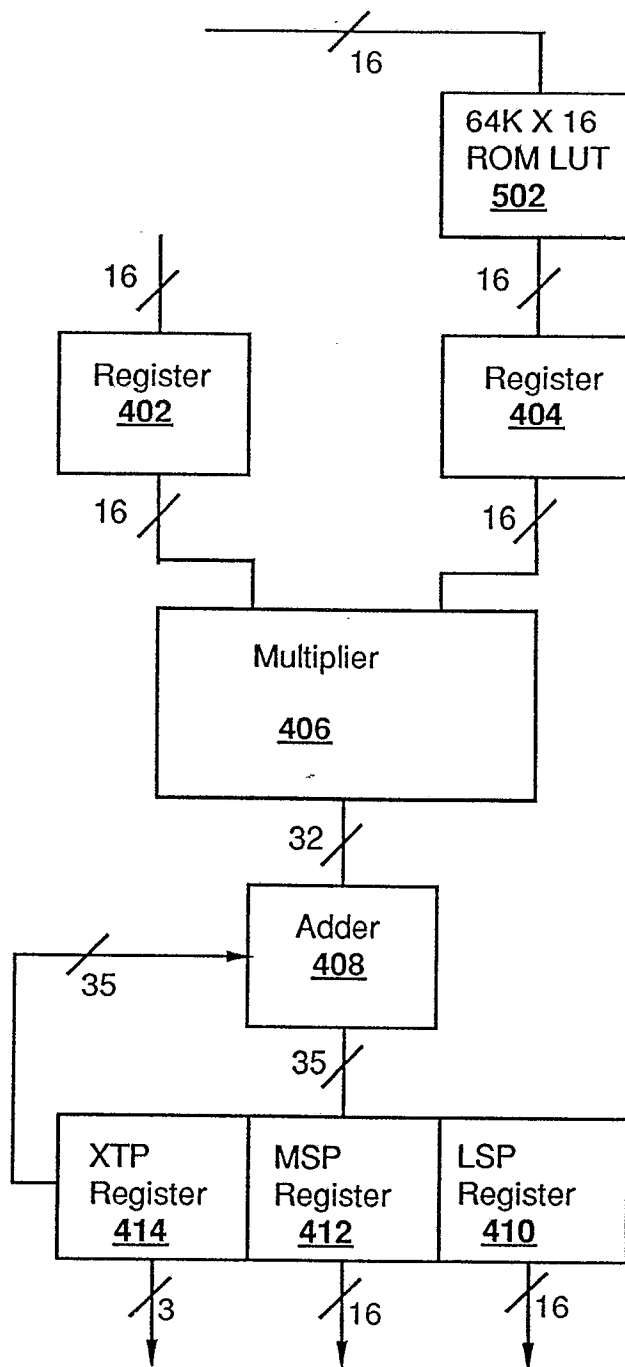 16
64K X 16
ROM LUT
502
16
16
Register
402
Register
404
16
16
Multiplier
406
32
Adder
408
35
35
XTP
Register
414
MSP
Register
412
LSP
Register
410
3
16
16